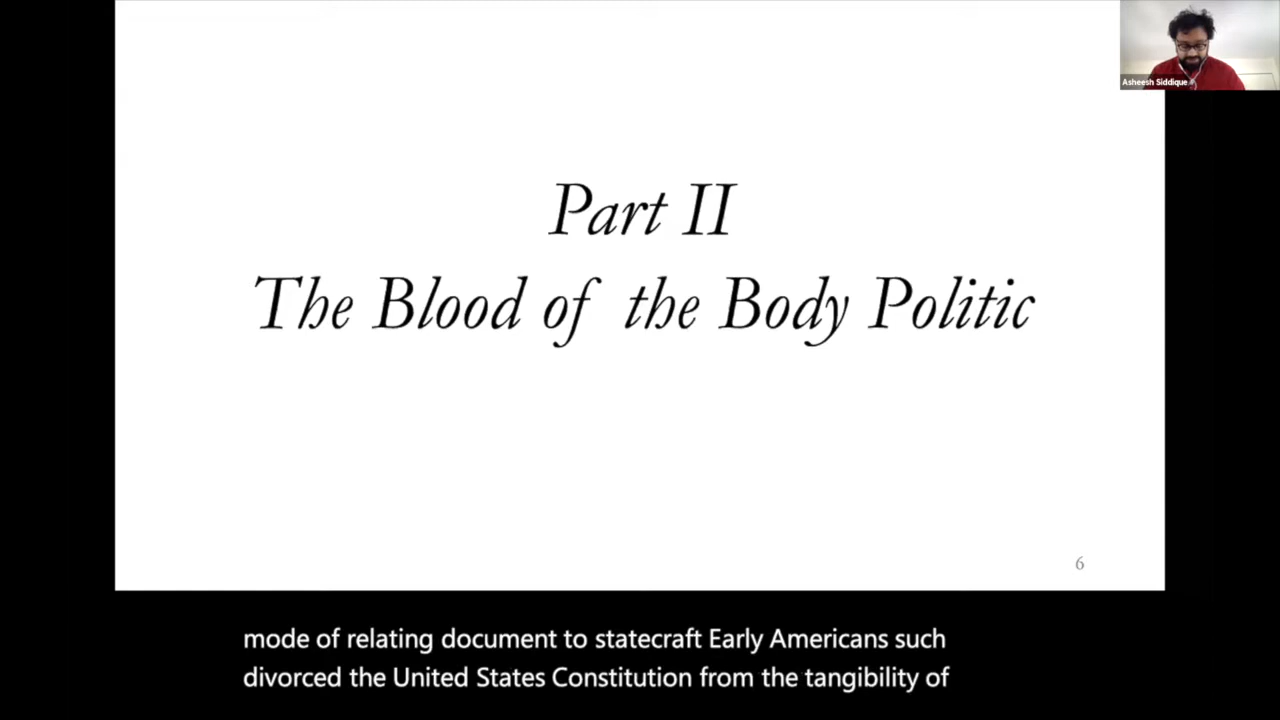 Asheesh Siddique
Part II
The Blood of the Body Politic
6
mode of relating document to statecraft Early Americans such
divorced the United States Constitution from the tangibility of